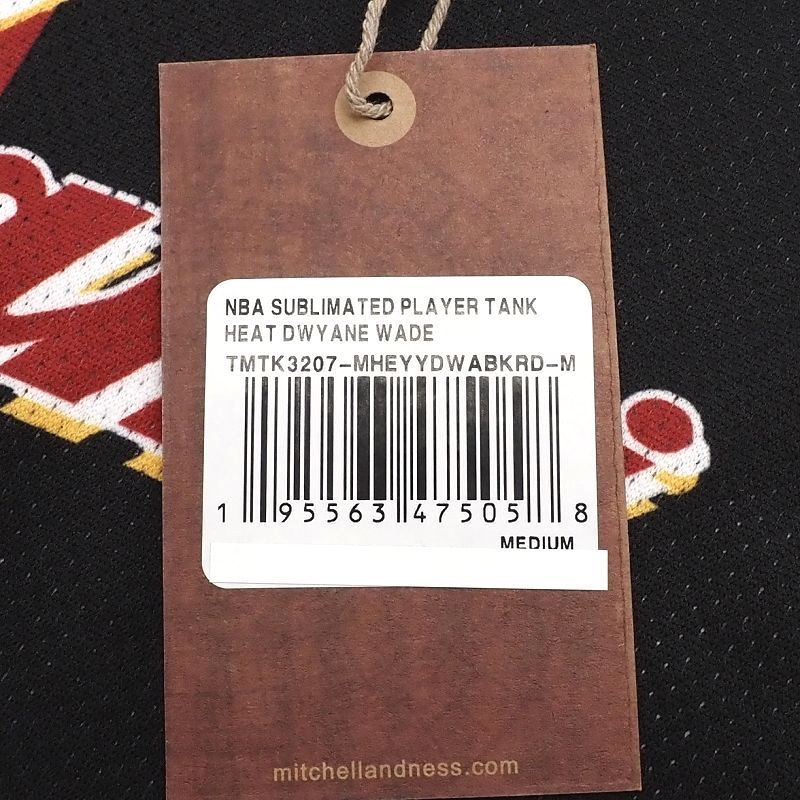 NBA SUBLIMATED PLAYER TANK
HEAT DWYANE WADE
TMTK3207-MHEYYDWABKRD-M
1 95563 47505 8
MEDIUM
mitchellandness.com